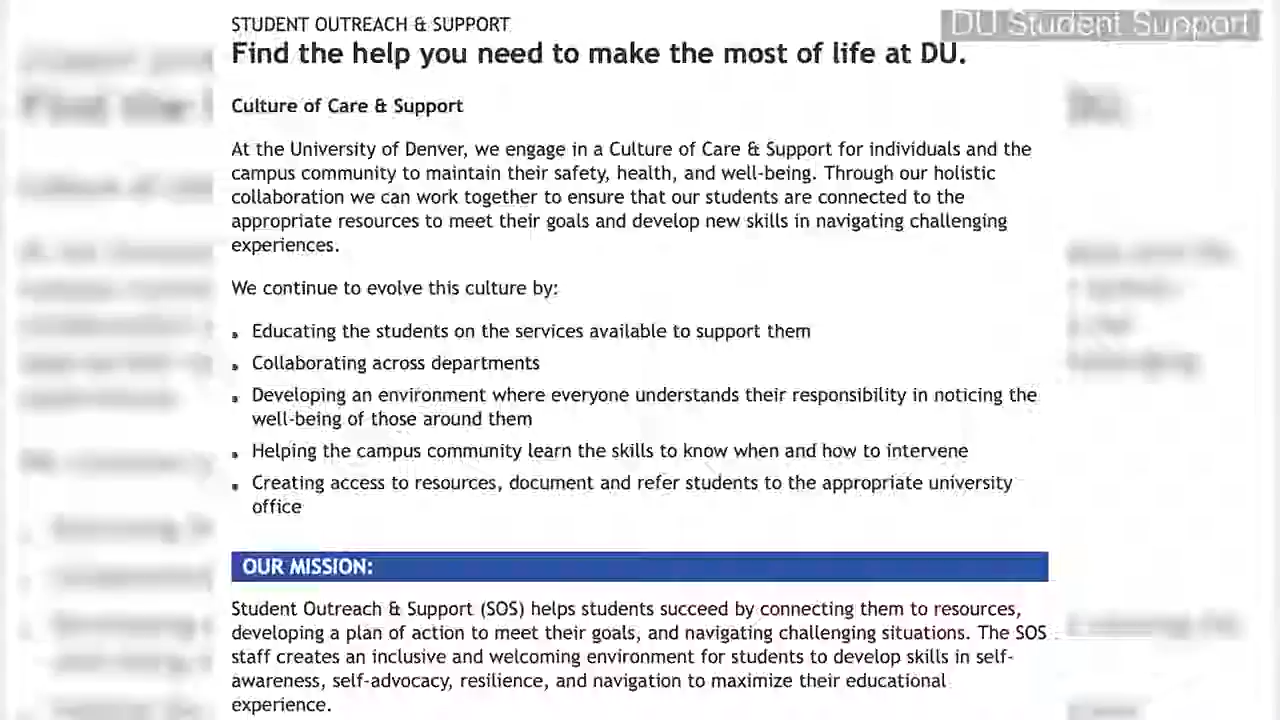 STUDENT OUTREACH & SUPPORT
DU Student Support
Find the help you need to make the most of life at DU.
Culture of Care & Support
At the University of Denver, we engage in a Culture of Care & Support for individuals and the
campus community to maintain their safety, health, and well-being. Through our holistic
collaboration we can work together to ensure that our students are connected to the
appropriate resources to meet their goals and develop new skills in navigating challenging
experiences.
We continue to evolve this culture by:
Educating the students on the services available to support them
Collaborating across departments
Developing an environment where everyone understands their responsibility in noticing the
well-being of those around them
Helping the campus community learn the skills to know when and how to intervene
Creating access to resources, document and refer students to the appropriate university
office
OUR MISSION:
Student Outreach & Support (SOS) helps students succeed by connecting them to resources,
developing a plan of action to meet their goals, and navigating challenging situations. The SOS
staff creates an inclusive and welcoming environment for students to develop skills in self-
awareness, self-advocacy, resilience, and navigation to maximize their educational
experience.